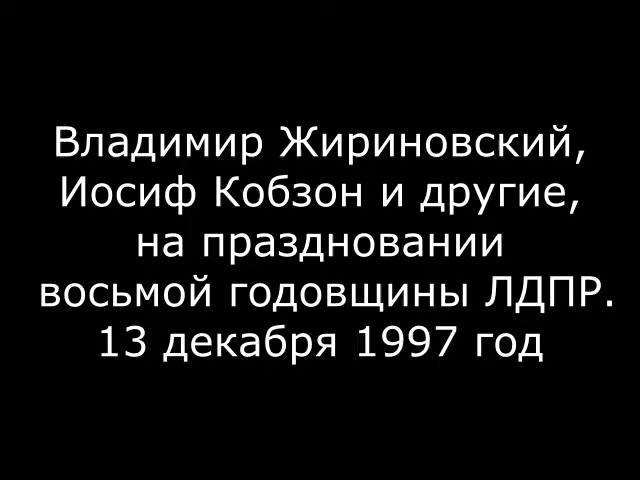 Владимир Жириновский,
Иосиф Кобзон и другие,
на праздновании
восьмой годовщины ЛДПР.
13 декабря 1997 год